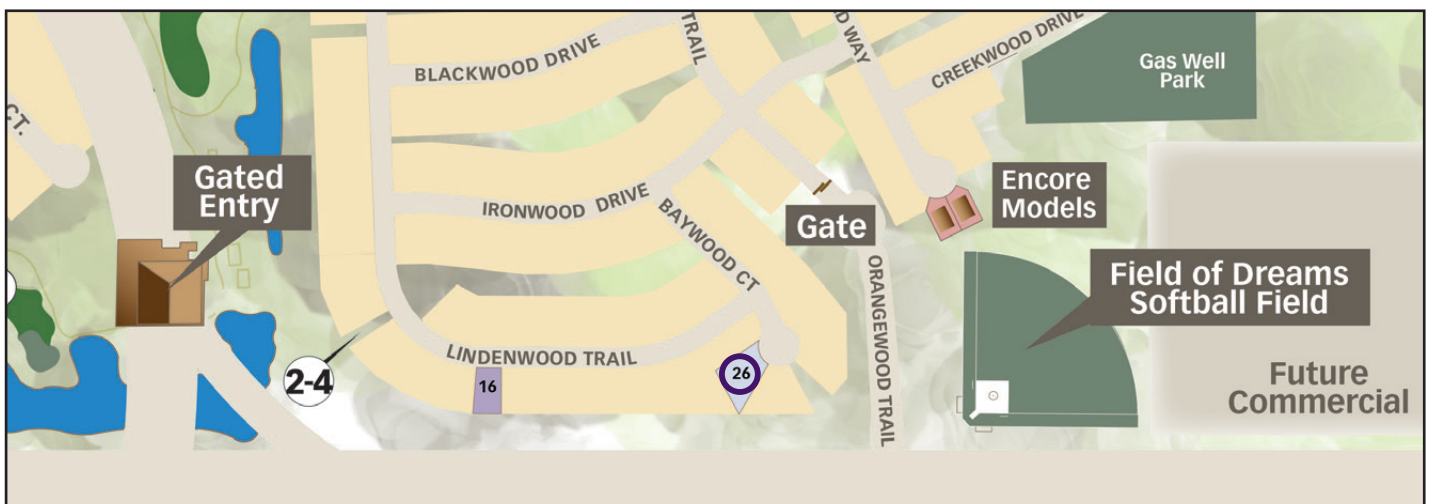 BLACKWOOD DRIVE
TRAIL
D WAY
CREEKWOOD DRIVE
Gas Well
Park
CT.
Gated
Entry
IRONWOOD DRIVE
BAYWOOD CT
Gate
Encore
Models
ORANGEWOOD TRAIL
Field of Dreams
Softball Field
LINDENWOOD TRAIL
2-4
16
26
Future
Commercial